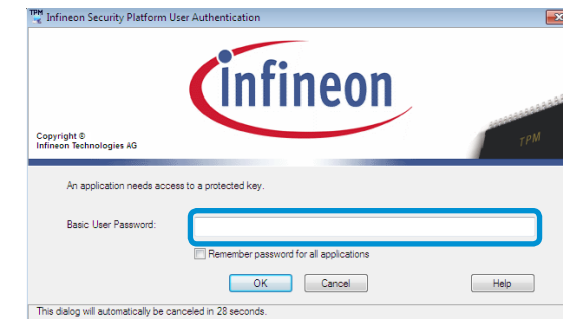 TPM Infineon Security Platform User Authentication
infineon
Copyright ©
Infineon Technologies AG
TPM
An application needs access to a protected key.
Basic User Password:
Remember password for all applications
OK Cancel Help
This dialog will automatically be canceled in 28 seconds.